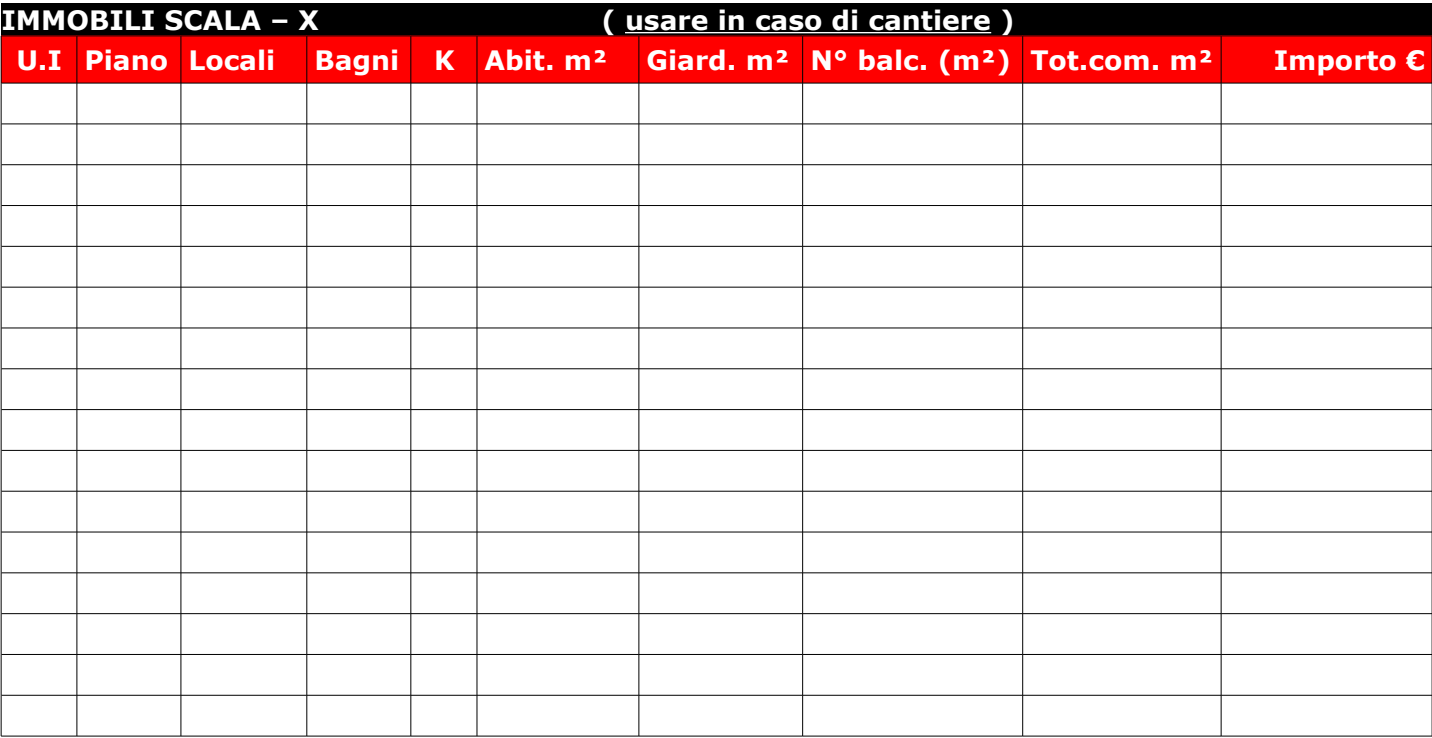 IMMOBILI SCALA – X ( usare in caso di cantiere )
U.I Piano Locali Bagni K Abit. m² Giard. m² N° balc. (m²) Tot.com. m² Importo €